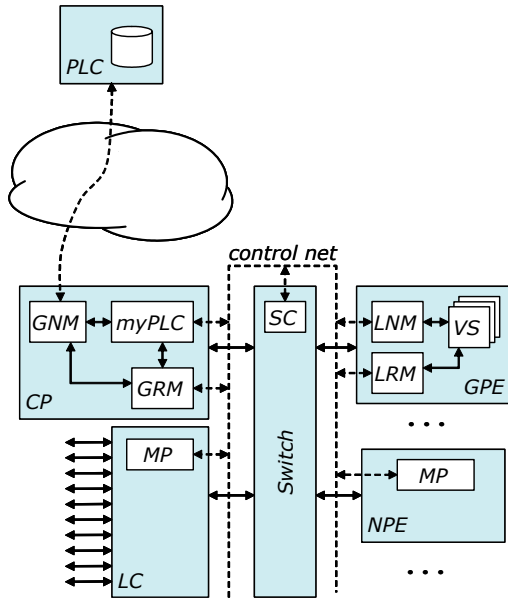 PLC
control net
GNM
myPLC
SC
LNM
VS
GRM
LRM
CP
GPE
. . .
MP
Switch
MP
NPE
LC
. . .